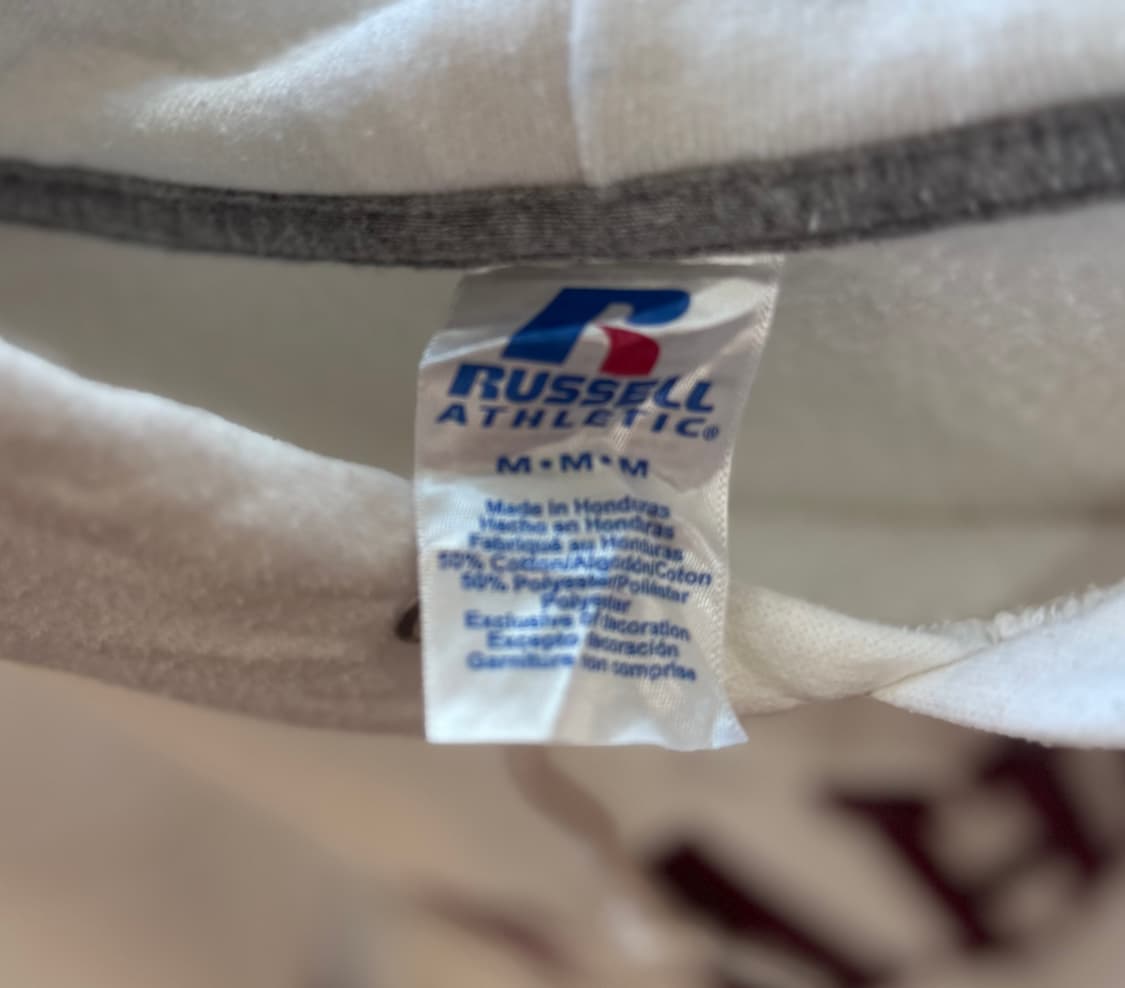 RUSSELL
ATHLETIC®
M • M • M
Made in Honduras
Hecho en Honduras
Fabriqué au Honduras
50% Cotton/Algodón/Coton
50% Polyester/Poliéster
Polyester
Exclusive of Decoration
Excepto Decoración
Garniture non comprise